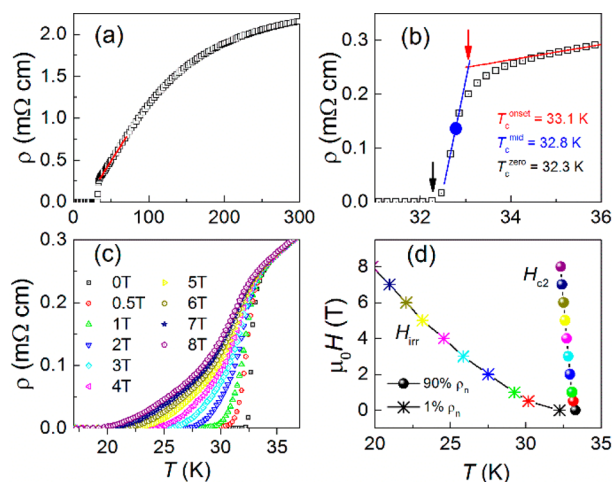 (a)
ρ (mΩ cm)
2.0
1.5
1.0
0.5
0.0
0 100 200 300
(b)
ρ (mΩ cm)
0.3
0.2
0.1
0.0
32 34 36
T_c^onset = 33.1 K
T_c^mid = 32.8 K
T_c^zero = 32.3 K
(c)
ρ (mΩ cm)
0.3
0.2
0.1
0.0
0T 5T
0.5T 6T
1T 7T
2T 8T
3T
4T
20 25 30 35
T (K)
(d)
μ₀H (T)
8
6
4
2
0
H_c2
H_irr
90% ρ_n
1% ρ_n
20 25 30 35
T (K)